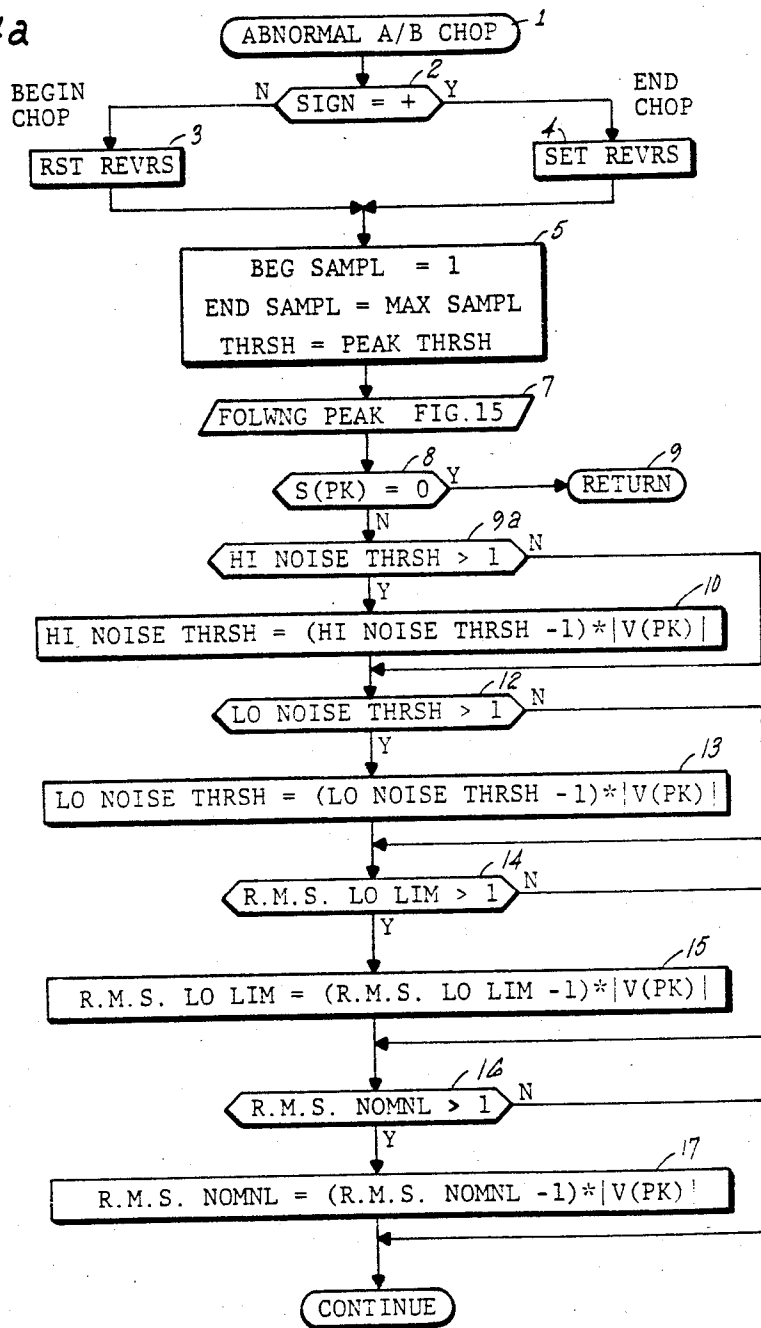 a
ABNORMAL A/B CHOP 1
2
BEGIN CHOP
N SIGN = + Y
END CHOP
3
RST REVRS
4
SET REVRS
5
BEG SAMPL = 1
END SAMPL = MAX SAMPL
THRSH = PEAK THRSH
7
FOLWNG PEAK FIG.15
8
S(PK) = 0 Y
9
RETURN
N
9a
HI NOISE THRSH > 1 N
Y
10
HI NOISE THRSH = (HI NOISE THRSH -1)*|V(PK)|
12
LO NOISE THRSH > 1 N
Y
13
LO NOISE THRSH = (LO NOISE THRSH -1)*|V(PK)|
14
R.M.S. LO LIM > 1 N
Y
15
R.M.S. LO LIM = (R.M.S. LO LIM -1)*|V(PK)|
16
R.M.S. NOMNL > 1 N
Y
17
R.M.S. NOMNL = (R.M.S. NOMNL -1)*|V(PK)|
CONTINUE